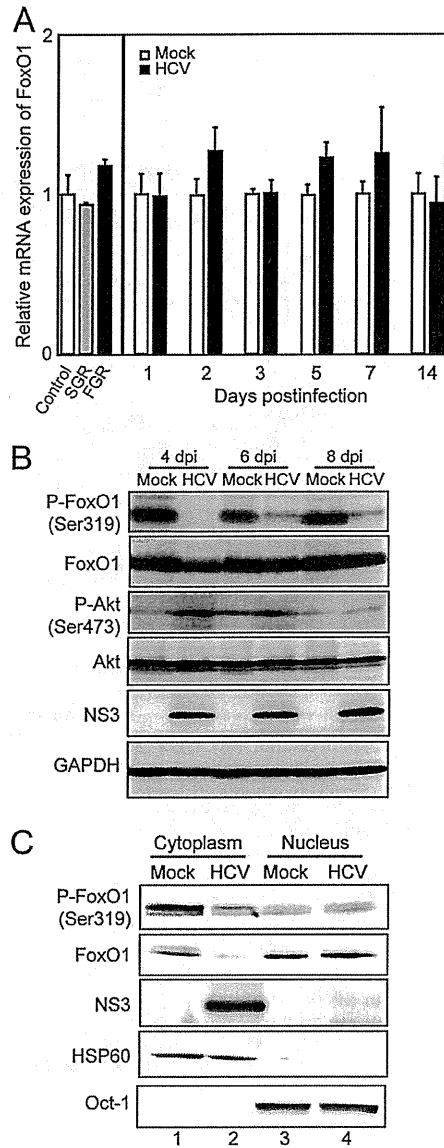 A
Relative mRNA expression of FoxO1
2
1
0
Mock
HCV
Control
SGR
FGR
1 2 3 5 7 14
Days postinfection
B
4 dpi 6 dpi 8 dpi
Mock HCV Mock HCV Mock HCV
P-FoxO1
(Ser319)
FoxO1
P-Akt
(Ser473)
Akt
NS3
GAPDH
C
Cytoplasm Nucleus
Mock HCV Mock HCV
P-FoxO1
(Ser319)
FoxO1
NS3
HSP60
Oct-1
1 2 3 4